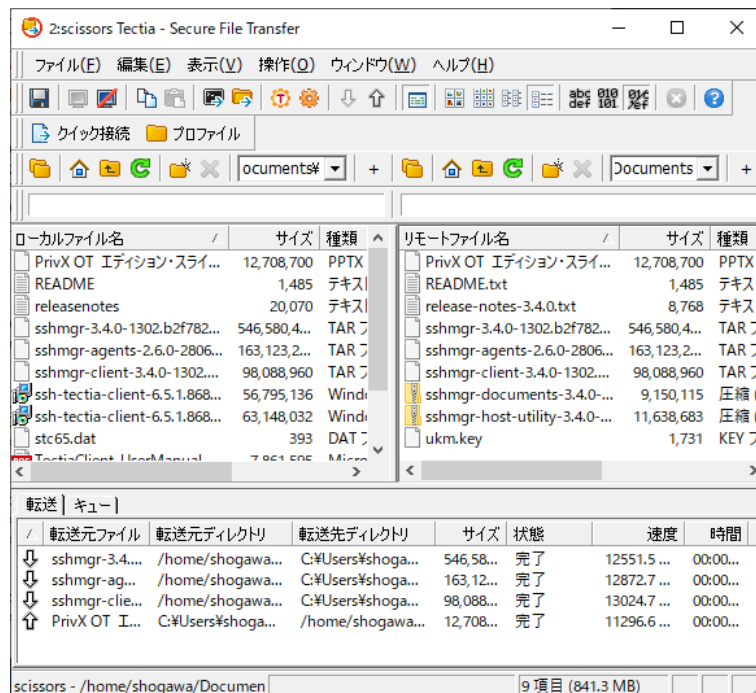 2:scissors Tectia - Secure File Transfer
ファイル(F) 編集(E) 表示(V) 操作(O) ウィンドウ(W) ヘルプ(H)
abc def 010 101
クイック接続 プロファイル
ocuments¥ + Documents +
ローカルファイル名 サイズ 種類
PrivX OT エディション・スライ... 12,708,700 PPTX
README 1,485 テキス
releasenotes 20,070 テキス
sshmgr-3.4.0-1302.b2f782... 546,580,4... TAR フ
sshmgr-agents-2.6.0-2806... 163,123,2... TAR フ
sshmgr-client-3.4.0-1302.... 98,088,960 TAR フ
ssh-tectia-client-6.5.1.868... 56,795,136 Windo
ssh-tectia-client-6.5.1.868... 63,148,032 Windo
stc65.dat 393 DAT フ
TectiaClient_UserManual 7,861,595 Micro
リモートファイル名 サイズ 種類
PrivX OT エディション・スライ... 12,708,700 PPTX
README.txt 1,485 テキス
release-notes-3.4.0.txt 8,768 テキス
sshmgr-3.4.0-1302.b2f782... 546,580,4... TAR フ
sshmgr-agents-2.6.0-2806... 163,123,2... TAR フ
sshmgr-client-3.4.0-1302.... 98,088,960 TAR フ
sshmgr-documents-3.4.0-... 9,150,115 圧縮
sshmgr-host-utility-3.4.0-... 11,638,683 圧縮
ukm.key 1,731 KEY フ
転送 キュー
転送元ファイル 転送元ディレクトリ 転送先ディレクトリ サイズ 状態 速度 時間
sshmgr-3.4.... /home/shogawa... C:¥Users¥shoga... 546,58... 完了 12551.5 ... 00:00...
sshmgr-ag... /home/shogawa... C:¥Users¥shoga... 163,12... 完了 12872.7 ... 00:00...
sshmgr-clie... /home/shogawa... C:¥Users¥shoga... 98,088... 完了 13024.7 ... 00:00...
PrivX OT エ... C:¥Users¥shoga... /home/shogawa... 12,708... 完了 11296.6 ... 00:00...
scissors - /home/shogawa/Documen 9 項目 (841.3 MB)